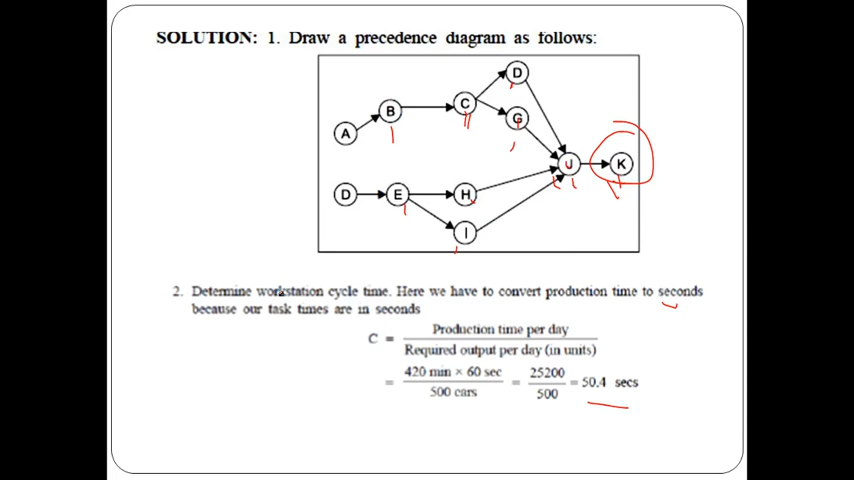 SOLUTION: 1. Draw a precedence diagram as follows:
D
B
C
G
A
J
K
D
E
H
I
2. Determine workstation cycle time. Here we have to convert production time to seconds
because our task times are in seconds
C = Production time per day
Required output per day (in units)
= 420 min × 60 sec = 25200 = 50.4 secs
500 cars 500